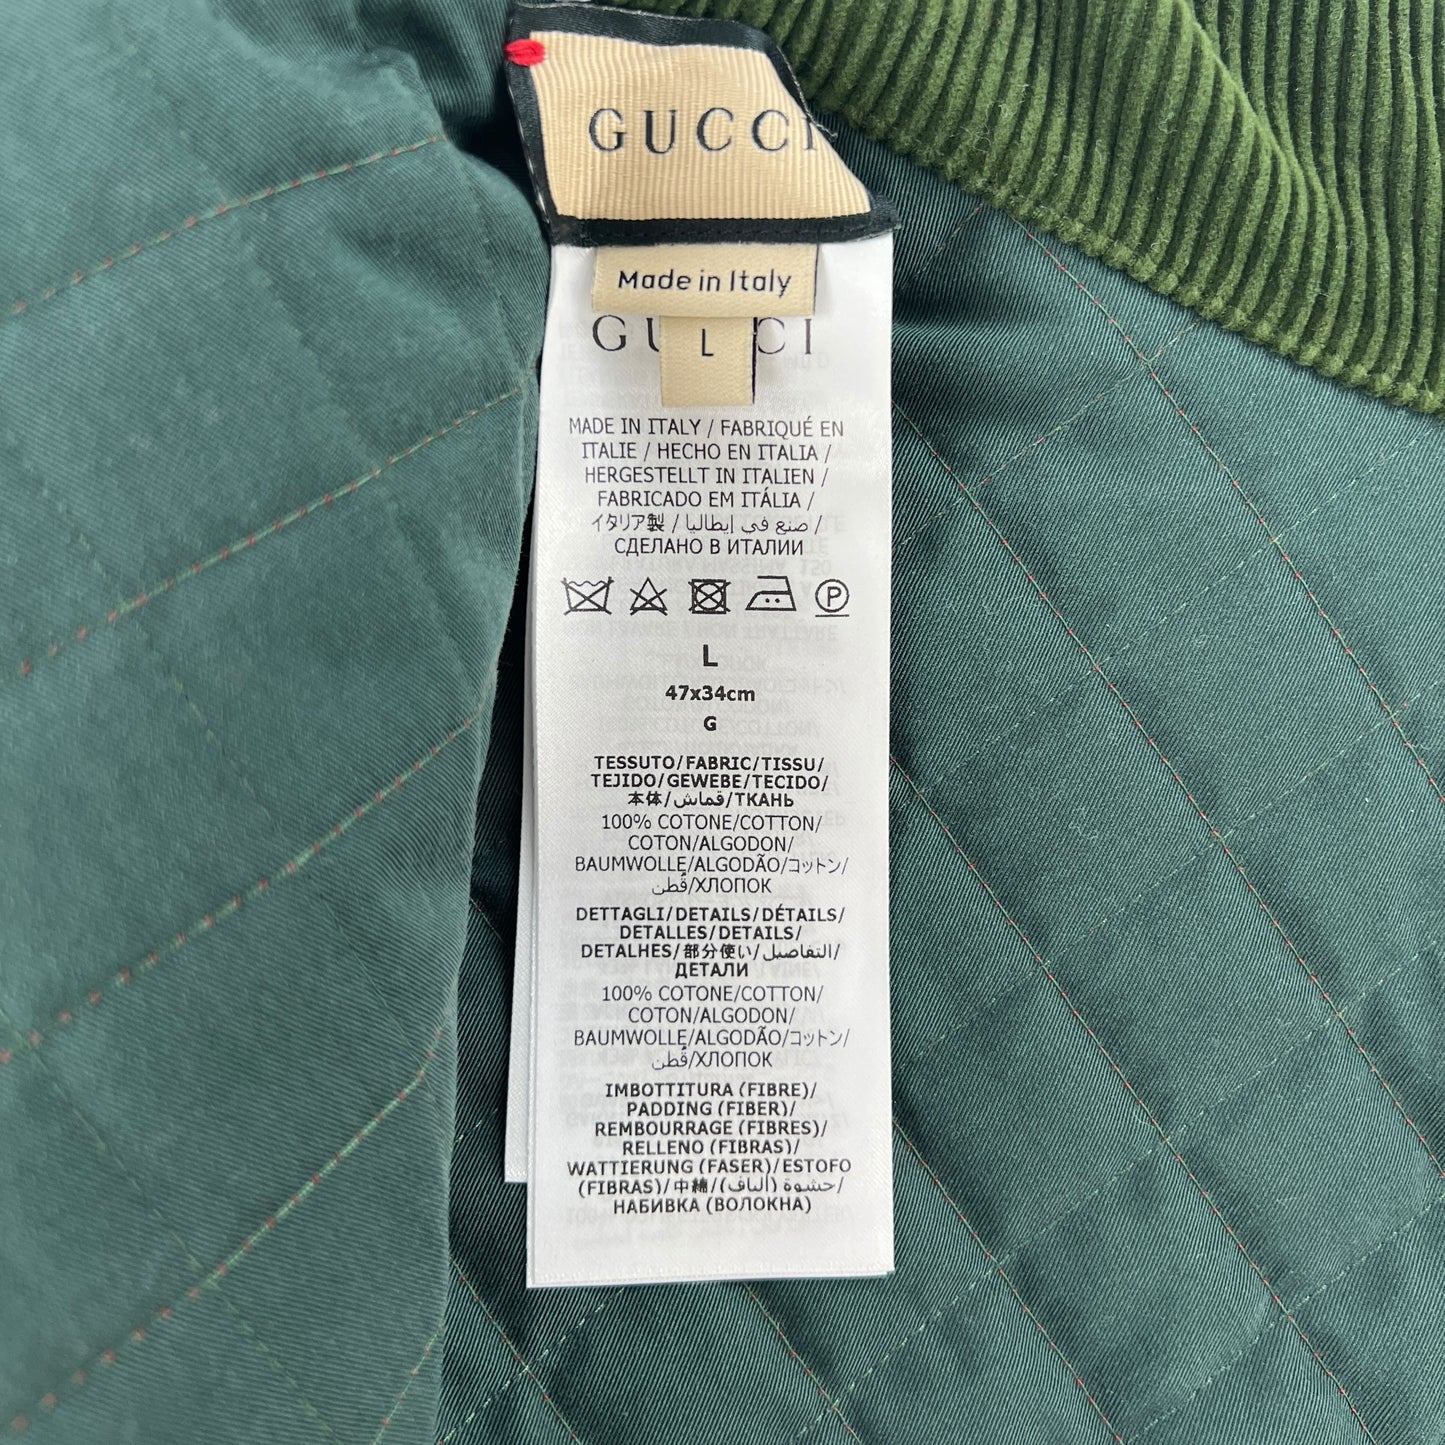 GUCCI
Made in Italy
L
MADE IN ITALY / FABRIQUÉ EN
ITALIE / HECHO EN ITALIA /
HERGESTELLT IN ITALIEN /
FABRICADO EM ITÁLIA /
イタリア製 / صنع في إيطاليا /
СДЕЛАНО В ИТАЛИИ
P
L
47x34cm
G
TESSUTO/FABRIC/TISSU/
TEJIDO/GEWEBE/TECIDO/
本体/قماش/ТКАНЬ
100% COTONE/COTTON/
COTON/ALGODON/
BAUMWOLLE/ALGODÃO/コットン/
قُطن/ХЛОПОК
DETTAGLI/DETAILS/DÉTAILS/
DETALLES/DETAILS/
DETALHES/部分使い/التفاصيل/
ДЕТАЛИ
100% COTONE/COTTON/
COTON/ALGODON/
BAUMWOLLE/ALGODÃO/コットン/
قُطن/ХЛОПОК
IMBOTTITURA (FIBRE)/
PADDING (FIBER)/
REMBOURRAGE (FIBRES)/
RELLENO (FIBRAS)/
WATTIERUNG (FASER)/ESTOFO
(FIBRAS)/中綿/حشوة (ألياف)/
НАБИВКА (ВОЛОКНА)